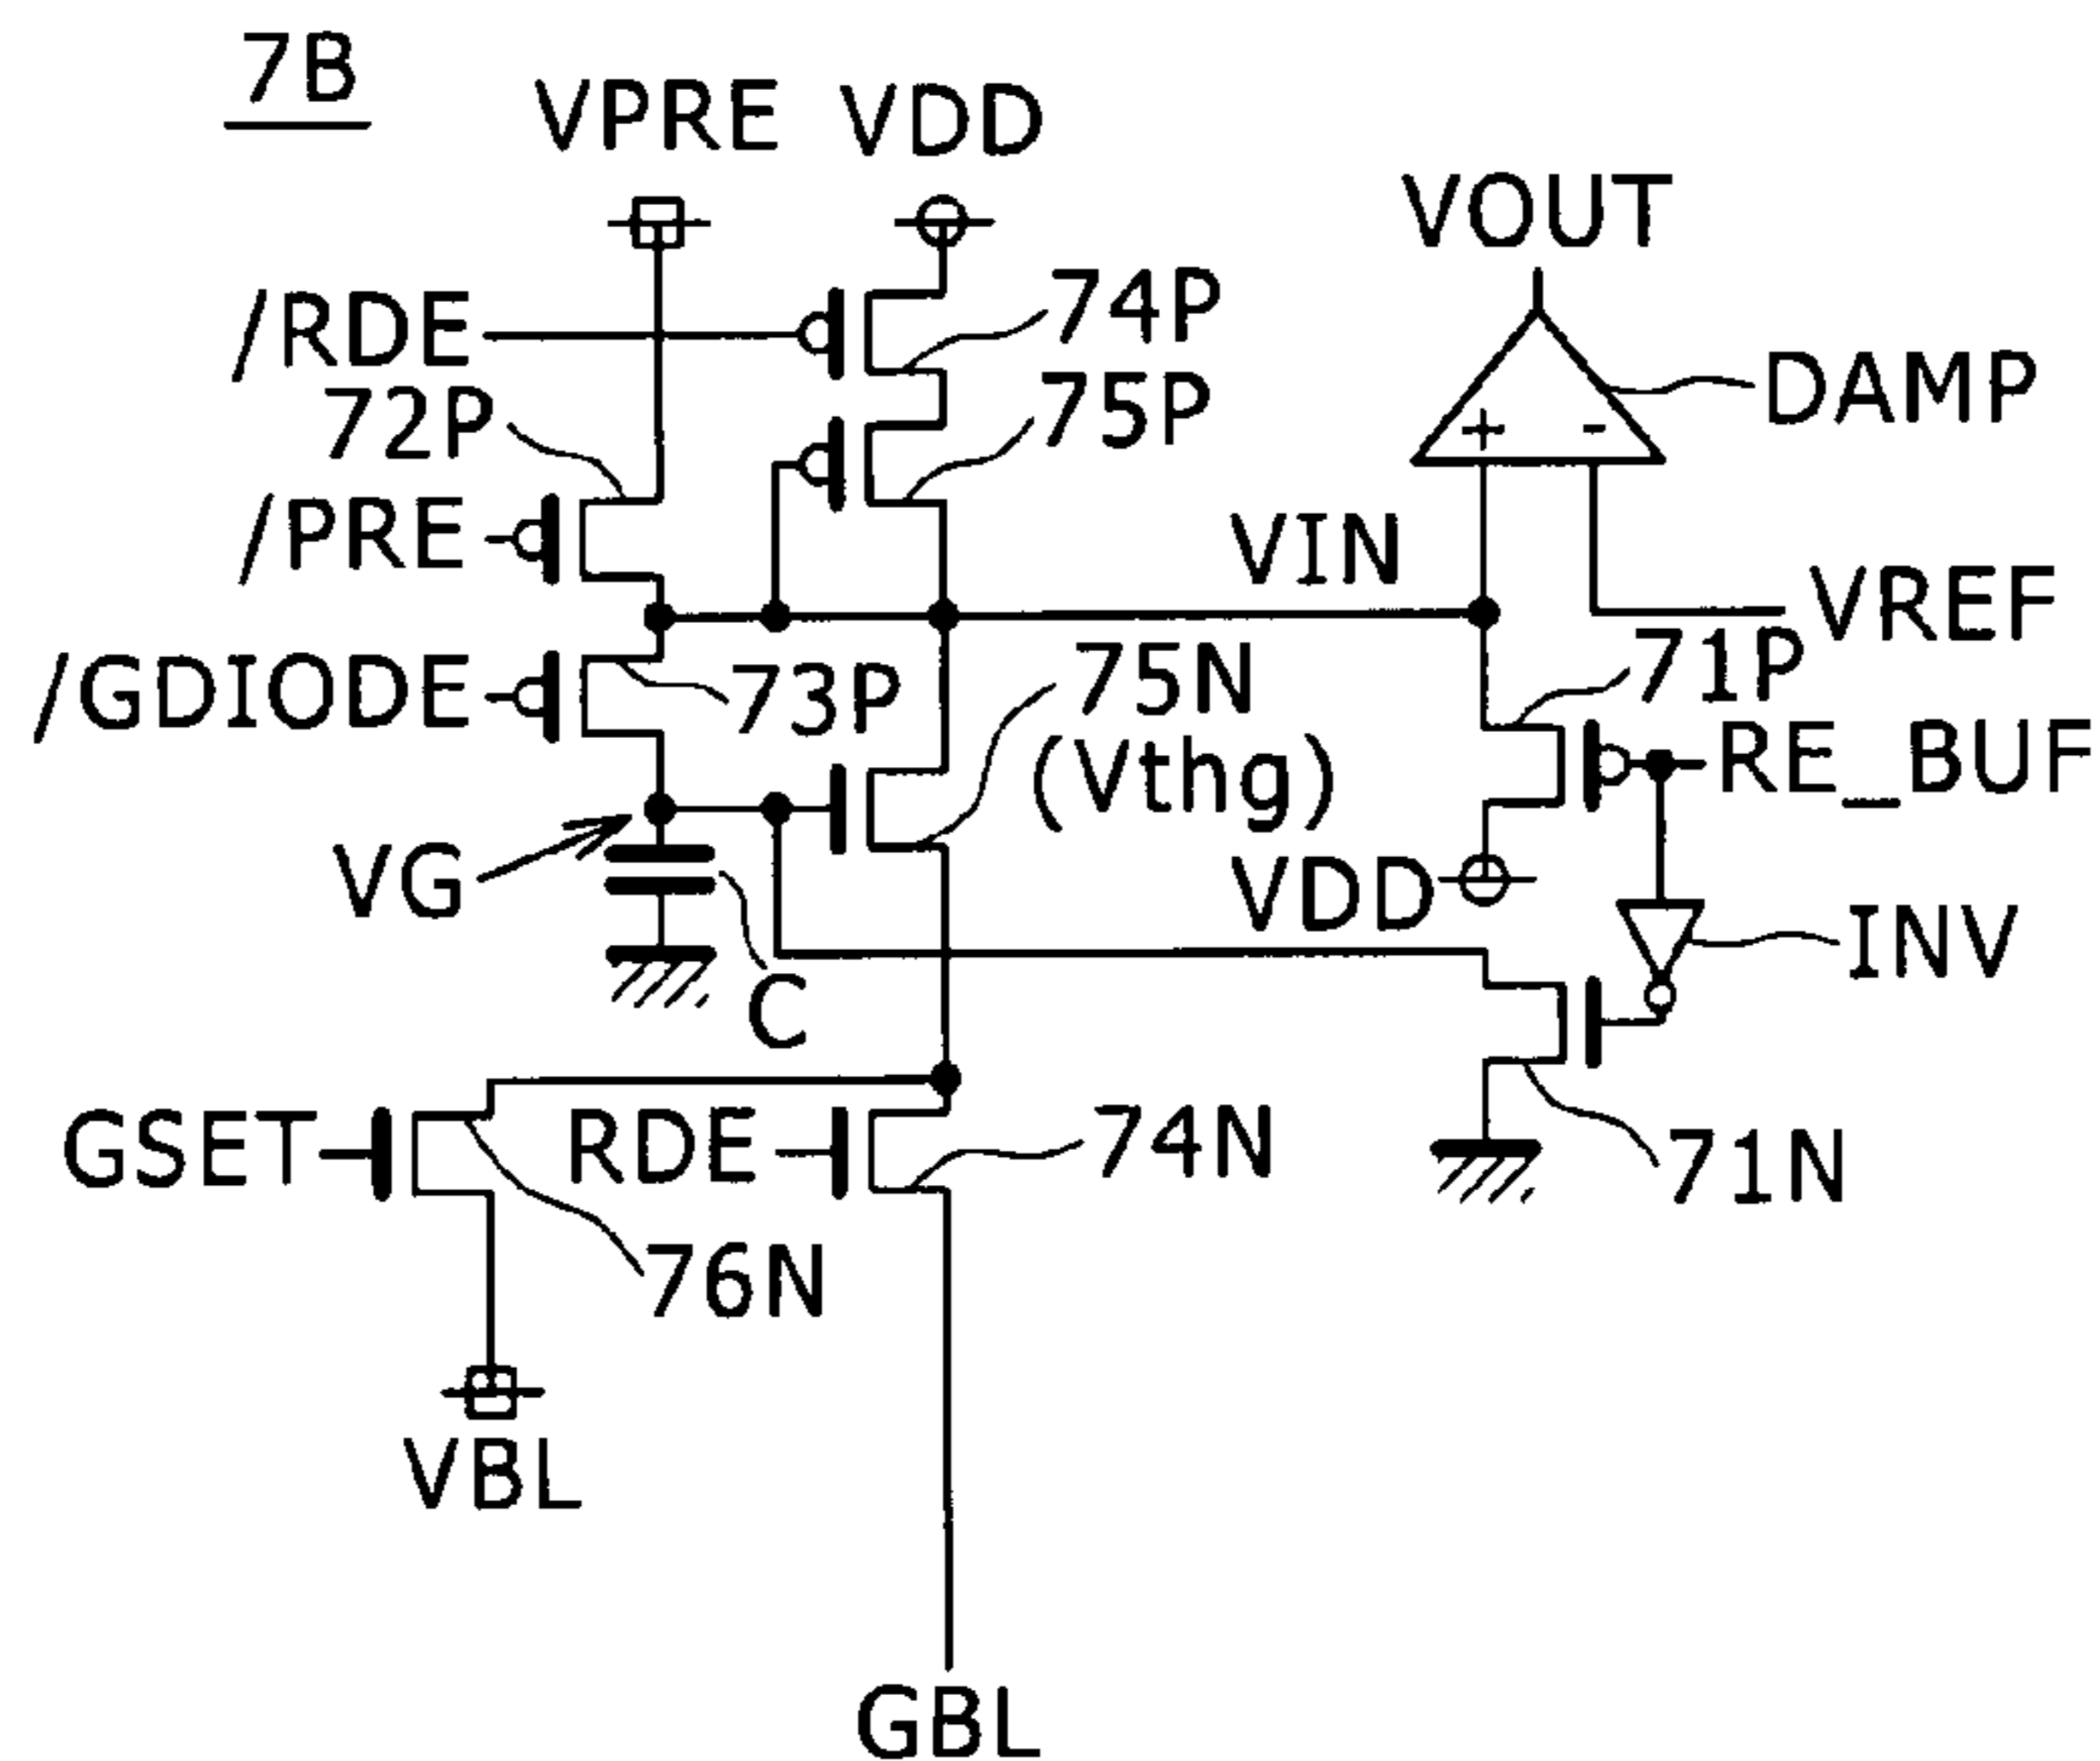 7B
VPRE VDD
VOUT
/RDE
74P
DAMP
72P
75P
+ -
/PRE
VIN
VREF
/GDIODE
73P
75N
(Vthg)
71P
RE_BUF
VG
VDD
INV
C
GSET
RDE
74N
71N
76N
VBL
GBL